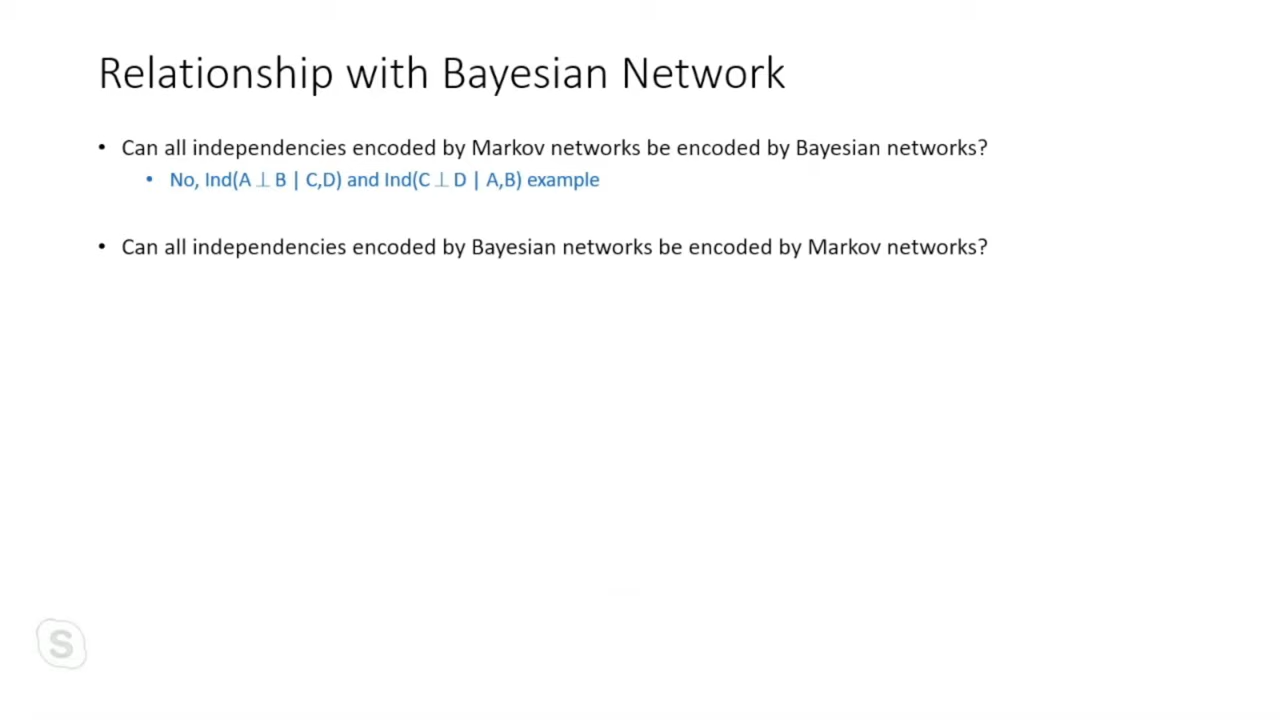 Relationship with Bayesian Network
• Can all independencies encoded by Markov networks be encoded by Bayesian networks?
• No, Ind(A ⊥ B | C,D) and Ind(C ⊥ D | A,B) example
• Can all independencies encoded by Bayesian networks be encoded by Markov networks?
S